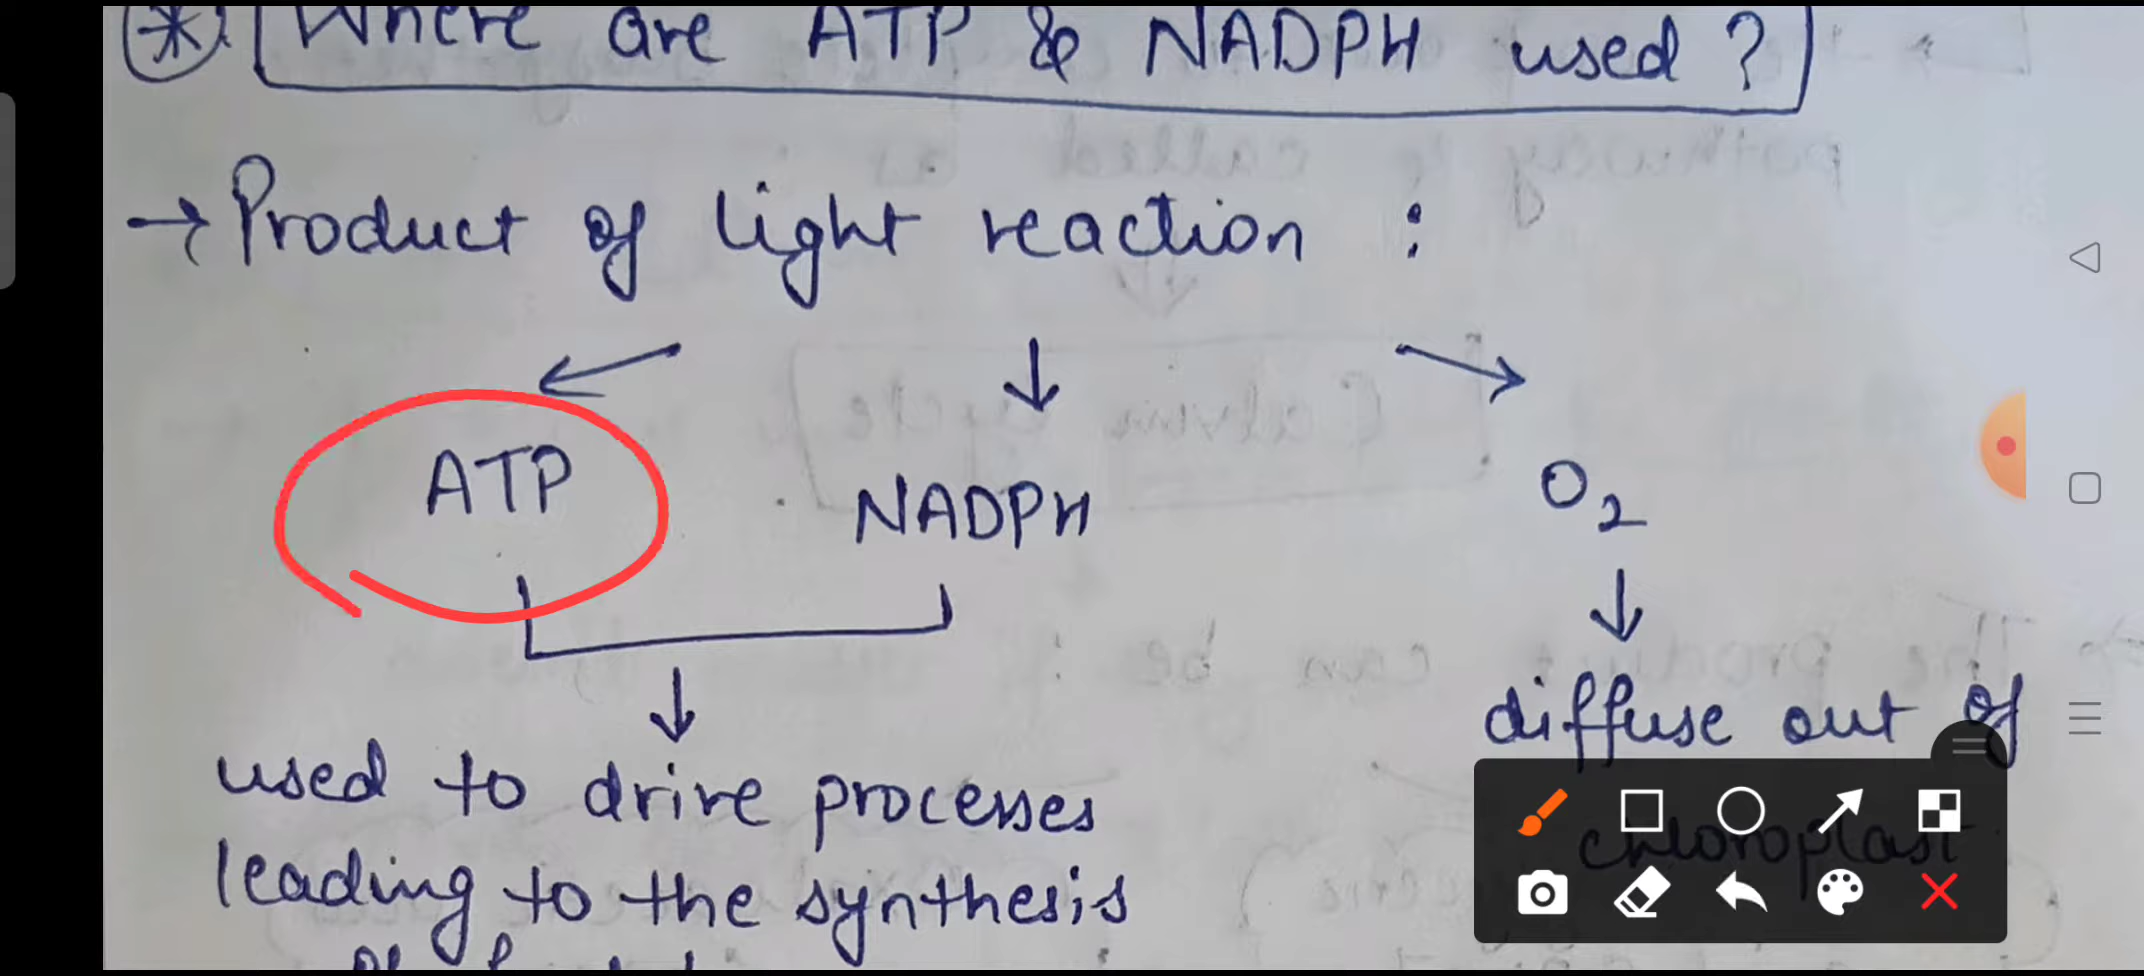 * Where are ATP & NADPH used ?
→ Product of light reaction :
ATP NADPH O2
diffuse out of
chloroplast
used to drive processes
leading to the synthesis
of